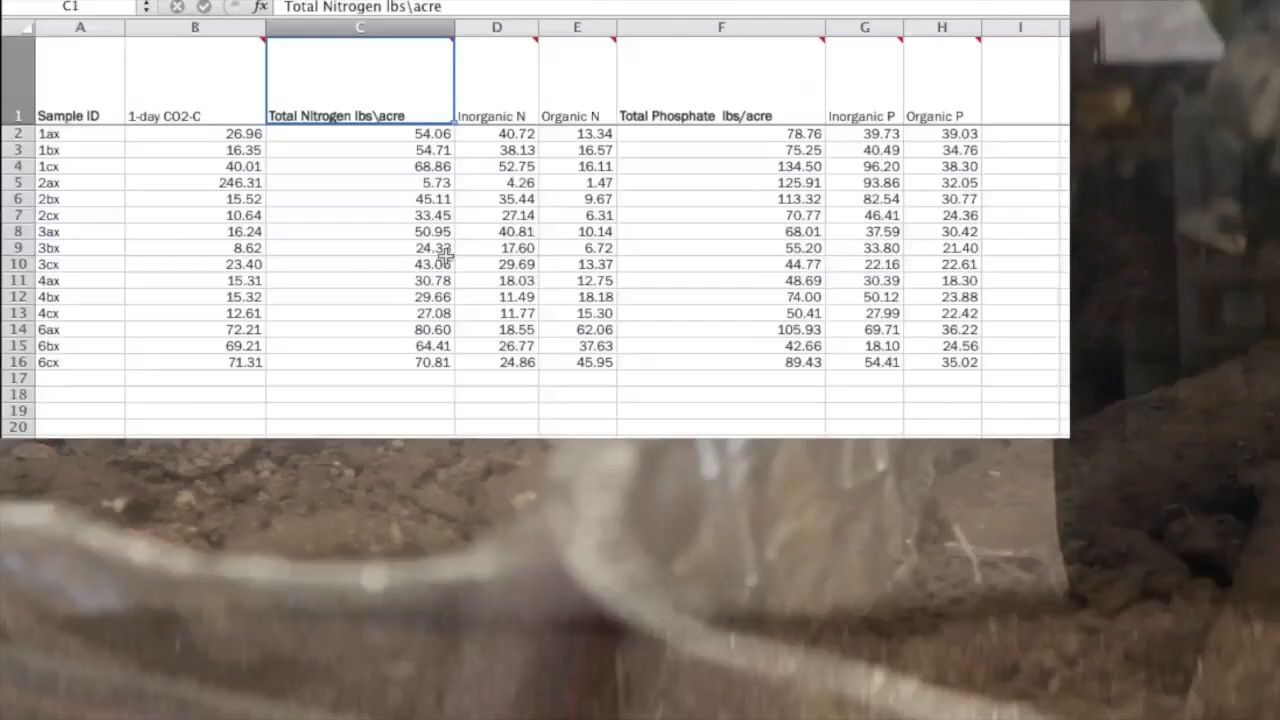 C1 fx Total Nitrogen lbs\acre
A B C D E F G H I
1 Sample ID 1-day CO2-C Total Nitrogen lbs\acre Inorganic N Organic N Total Phosphate lbs/acre Inorganic P Organic P
2 1ax 26.96 54.06 40.72 13.34 78.76 39.73 39.03
3 1bx 16.35 54.71 38.13 16.57 75.25 40.49 34.76
4 1cx 40.01 68.86 52.75 16.11 134.50 96.20 38.30
5 2ax 246.31 5.73 4.26 1.47 125.91 93.86 32.05
6 2bx 15.52 45.11 35.44 9.67 113.32 82.54 30.77
7 2cx 10.64 33.45 27.14 6.31 70.77 46.41 24.36
8 3ax 16.24 50.95 40.81 10.14 68.01 37.59 30.42
9 3bx 8.62 24.33 17.60 6.72 55.20 33.80 21.40
10 3cx 23.40 43.06 29.69 13.37 44.77 22.16 22.61
11 4ax 15.31 30.78 18.03 12.75 48.69 30.39 18.30
12 4bx 15.32 29.66 11.49 18.18 74.00 50.12 23.88
13 4cx 12.61 27.08 11.77 15.30 50.41 27.99 22.42
14 6ax 72.21 80.60 18.55 62.06 105.93 69.71 36.22
15 6bx 69.21 64.41 26.77 37.63 42.66 18.10 24.56
16 6cx 71.31 70.81 24.86 45.95 89.43 54.41 35.02
17
18
19
20